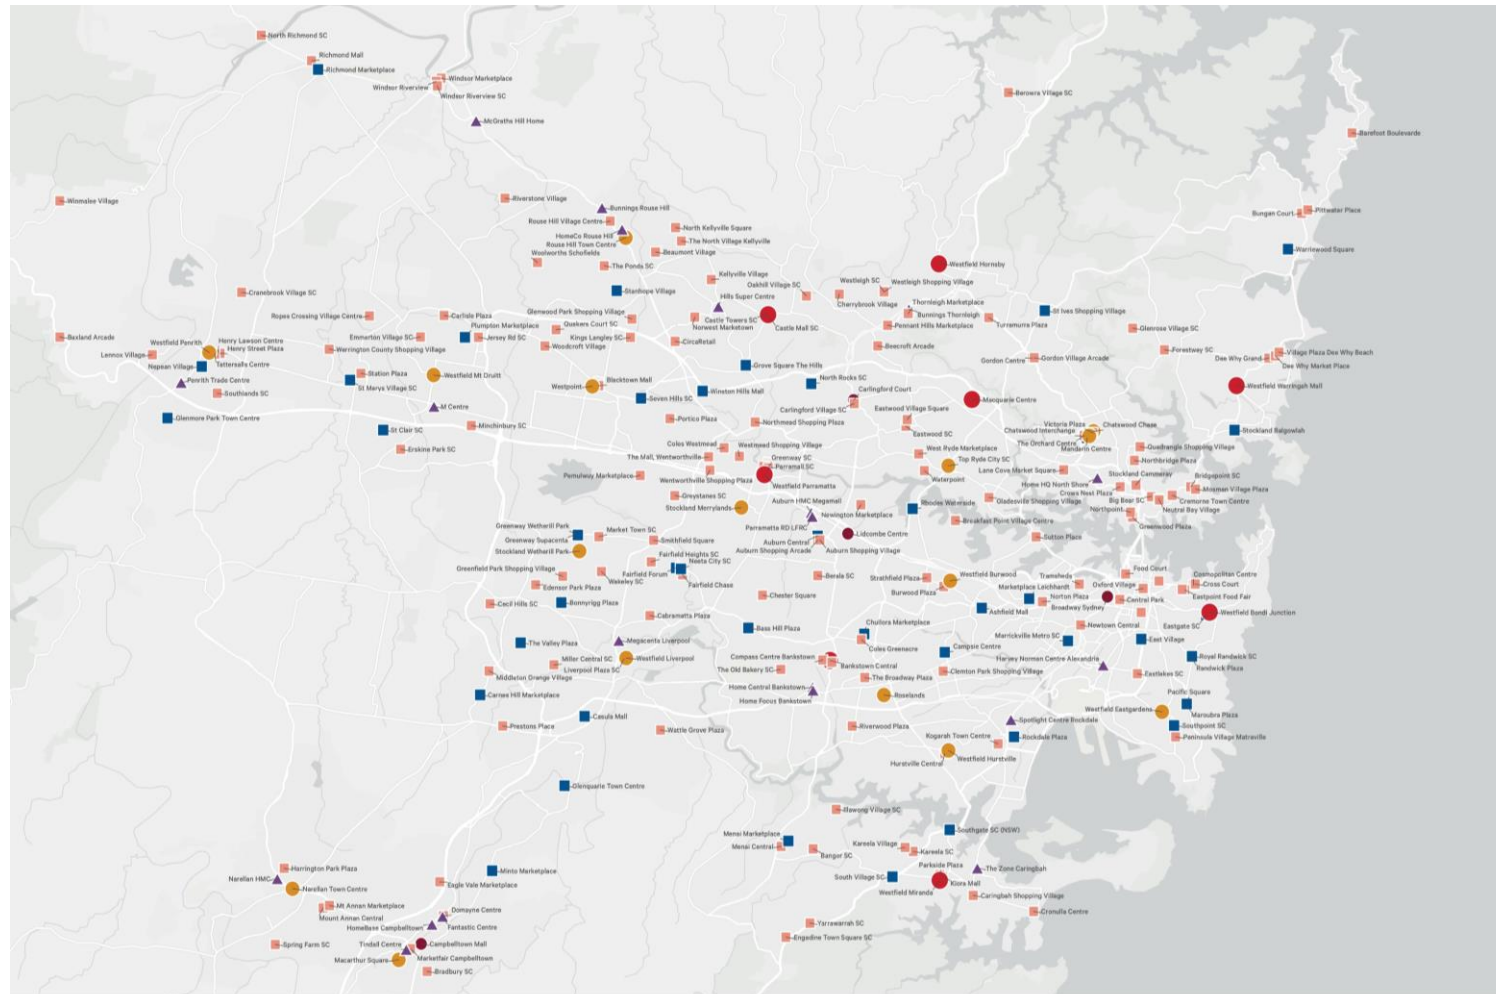 North Richmond SC
Richmond Mall
Richmond Marketplace
Windsor Marketplace
Windsor Riverview
Windsor Riverview SC
Berowra Village SC
McGraths Hill Home
Barefoot Boulevarde
Winmalee Village
Riverstone Village
Bunnings Rouse Hill
Bungan Court
Pittwater Plaza
Rouse Hill Village Centre
North Kellyville Square
HomeCo Rouse Hill
The North Village Kellyville
Rouse Hill Town Centre
Warriewood Square
Woolworths Schofields
Beaumont Village
The Ponds SC
Westfield Hornsby
Kellyville Village
Westleigh SC
Westleigh Shopping Village
Oakhill Village SC
Cranebrook Village SC
Stanhope Village
Hills Super Centre
Cherrybrook Village
Thornleigh Marketplace
Bunnings Thornleigh
St Ives Shopping Village
Ropes Crossing Village Centre
Carlisle Plaza
Glenwood Park Shopping Village
Castle Towers SC
Norwest Marketown
Castle Mall SC
Pennant Hills Marketplace
Turramurra Plaza
Plumpton Marketplace
Quakers Court SC
Glenrose Village SC
Blaxland Arcade
Emmerton Village SC
Jersey Rd SC
Kings Langley SC
CircaRetail
Westfield Penrith
Henry Lawson Centre
Henry Street Plaza
Werrington County Shopping Village
Woodcroft Village
Beecroft Arcade
Forestway SC
Village Plaza Dee Why Beach
Lennox Village
Gordon Centre
Gordon Village Arcade
Dee Why Grand
Dee Why Market Place
Nepean Village
Tattersalls Centre
Grove Square The Hills
Station Plaza
Westfield Mt Druitt
Penrith Trade Centre
St Marys Village SC
Westpoint
Blacktown Mall
North Rocks SC
Westfield Warringah Mall
Southlands SC
Seven Hills SC
Winston Hills Mall
Carlingford Court
Macquarie Centre
M Centre
Carlingford Village SC
Eastwood Village Square
Glenmore Park Town Centre
Portico Plaza
Northmead Shopping Plaza
Victoria Plaza
Chatswood Chase
St Clair SC
Minchinbury SC
Eastwood SC
Chatswood Interchange
Stockland Balgowlah
The Orchard Centre
Mandarin Centre
Erskine Park SC
Coles Westmead
Westmead Shopping Village
West Ryde Marketplace
Quadrangle Shopping Village
The Mall, Wentworthville
Greenway SC
Parramall SC
Top Ryde City SC
Northbridge Plaza
Pemulwuy Marketplace
Wentworthville Shopping Plaza
Westfield Parramatta
Waterpoint
Lane Cove Market Square
Stockland Cammeray
Bridgepoint SC
Home HQ North Shore
Mosman Village Plaza
Greystanes SC
Auburn HMC Megamall
Crows Nest Plaza
Big Bear SC
Cremorne Town Centre
Stockland Merrylands
Rhodes Waterside
Gladesville Shopping Village
Northpoint
Neutral Bay Village
Newington Marketplace
Breakfast Point Village Centre
Greenway Wetherill Park
Parramatta RD LFRC
Greenwood Plaza
Greenway Supacenta
Market Town SC
Smithfield Square
Auburn Central
Lidcombe Centre
Sutton Place
Stockland Wetherill Park
Auburn Shopping Arcade
Auburn Shopping Village
Fairfield Heights SC
Neeta City SC
Greenfield Park Shopping Village
Wakeley SC
Fairfield Forum
Fairfield Chase
Berala SC
Strathfield Plaza
Westfield Burwood
Tramsheds
Food Court
Cosmopolitan Centre
Edensor Park Plaza
Burwood Plaza
Marketplace Leichhardt
Oxford Village
Cross Court
Cecil Hills SC
Bonnyrigg Plaza
Chester Square
Norton Plaza
Central Park
Eastpoint Food Fair
Ashfield Mall
Broadway Sydney
Westfield Bondi Junction
Cabramatta Plaza
Bass Hill Plaza
Chullora Marketplace
Newtown Central
Eastgate SC
The Valley Plaza
Megacenta Liverpool
Coles Greenacre
Marrickville Metro SC
East Village
Campsie Centre
Miller Central SC
Westfield Liverpool
Compass Centre Bankstown
Bankstown Central
Harvey Norman Centre Alexandria
Royal Randwick SC
Liverpool Plaza SC
The Old Bakery SC
Clemton Park Shopping Village
Randwick Plaza
Middleton Grange Village
The Broadway Plaza
Eastlakes SC
Carnes Hill Marketplace
Home Central Bankstown
Roselands
Pacific Square
Home Focus Bankstown
Westfield Eastgardens
Maroubra Plaza
Casula Mall
Prestons Place
Wattle Grove Plaza
Riverwood Plaza
Spotlight Centre Rockdale
Southpoint SC
Kogarah Town Centre
Rockdale Plaza
Peninsula Village Matraville
Hurstville Central
Westfield Hurstville
Glenquarie Town Centre
Illawong Village SC
Menai Marketplace
Southgate SC (NSW)
Menai Central
Kareela Village
Kareela SC
Bangor SC
Harrington Park Plaza
Minto Marketplace
Parkside Plaza
The Zone Caringbah
Narellan HMC
Eagle Vale Marketplace
South Village SC
Kiora Mall
Narellan Town Centre
Westfield Miranda
Caringbah Shopping Village
Mt Annan Marketplace
Domayne Centre
Cronulla Centre
Mount Annan Central
HomeBase Campbelltown
Fantastic Centre
Yarrawarrah SC
Spring Farm SC
Tindall Centre
Campbelltown Mall
Engadine Town Square SC
Macarthur Square
Marketfair Campbelltown
Bradbury SC